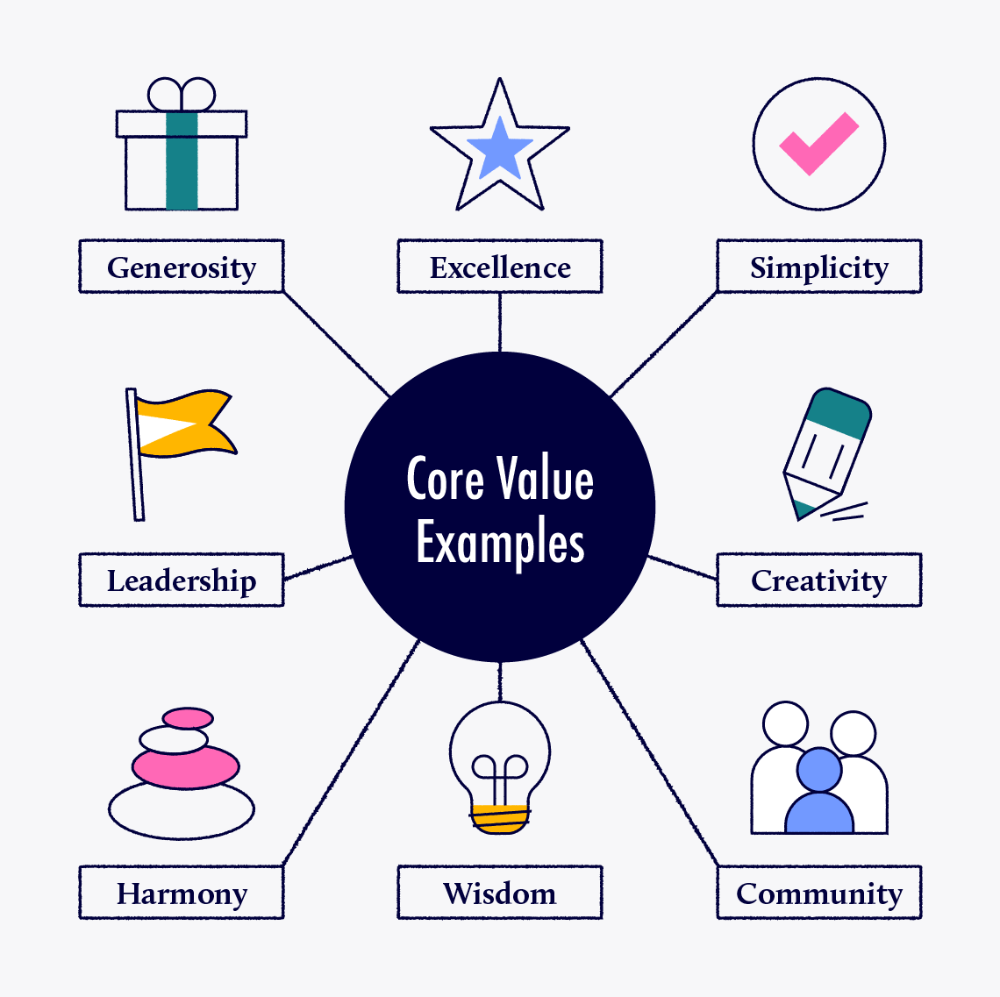 Generosity
Excellence
Simplicity
Core Value
Examples
Leadership
Creativity
Harmony
Wisdom
Community